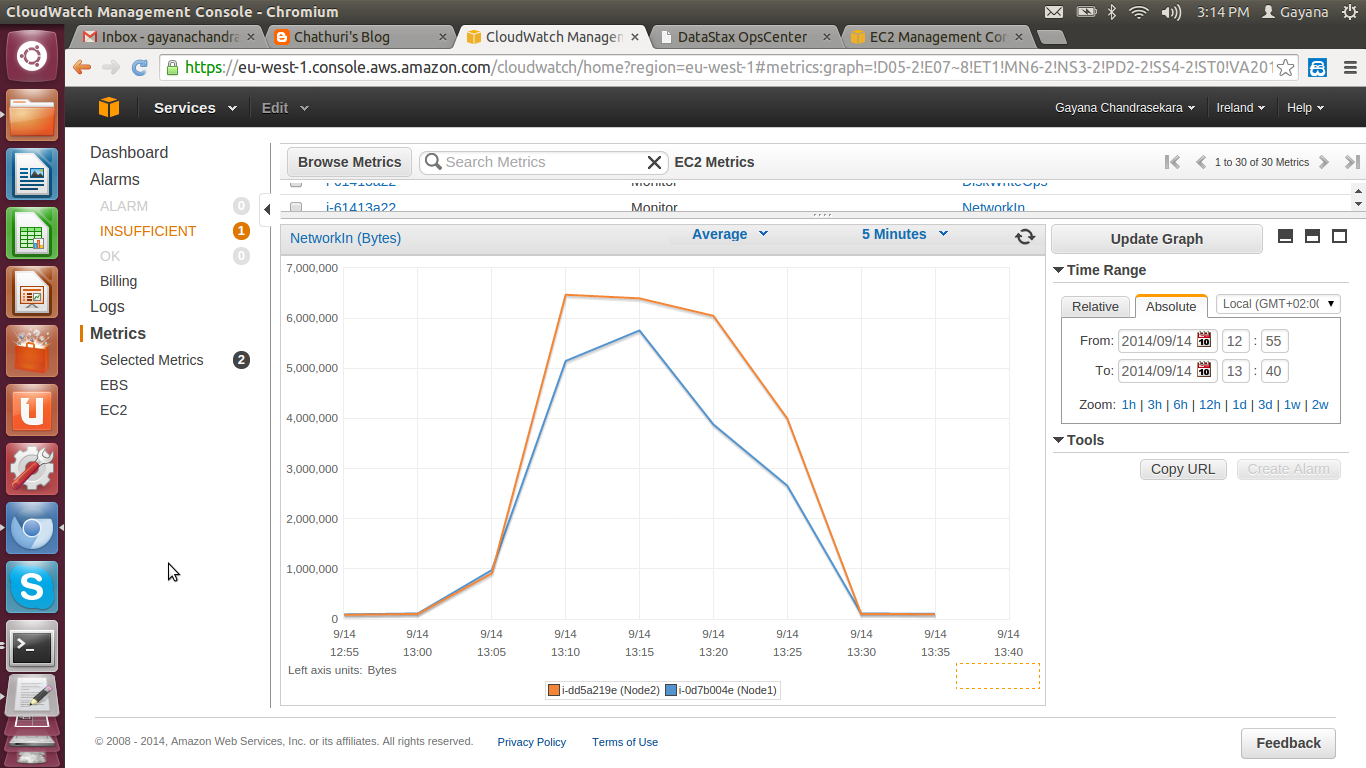 CloudWatch Management Console - Chromium
3:14 PM Gayana
Inbox - gayanachandra
Chathuri's Blog
CloudWatch Managemen
DataStax OpsCenter
EC2 Management Con
https://eu-west-1.console.aws.amazon.com/cloudwatch/home?region=eu-west-1#metrics:graph=!D05-2!E07~8!ET1!MN6-2!NS3-2!PD2-2!SS4-2!ST0!VA201
Services Edit
Gayana Chandrasekara Ireland Help
Dashboard
Alarms
ALARM 0
INSUFFICIENT 1
OK 0
Billing
Logs
Metrics
Selected Metrics 2
EBS
EC2
Browse Metrics Search Metrics EC2 Metrics
1 to 30 of 30 Metrics
i-61413a22 Monitor DiskWriteOps
i-61413a22 Monitor NetworkIn
NetworkIn (Bytes) Average 5 Minutes
7,000,000
6,000,000
5,000,000
4,000,000
3,000,000
2,000,000
1,000,000
0
9/14 9/14 9/14 9/14 9/14 9/14 9/14 9/14 9/14 9/14
12:55 13:00 13:05 13:10 13:15 13:20 13:25 13:30 13:35 13:40
Left axis units: Bytes
i-dd5a219e (Node2) i-0d7b004e (Node1)
Update Graph
Time Range
Relative Absolute Local (GMT+02:00
From: 2014/09/14 10 12 : 55
To: 2014/09/14 10 13 : 40
Zoom: 1h | 3h | 6h | 12h | 1d | 3d | 1w | 2w
Tools
Copy URL Create Alarm
© 2008 - 2014, Amazon Web Services, Inc. or its affiliates. All rights reserved. Privacy Policy Terms of Use
Feedback